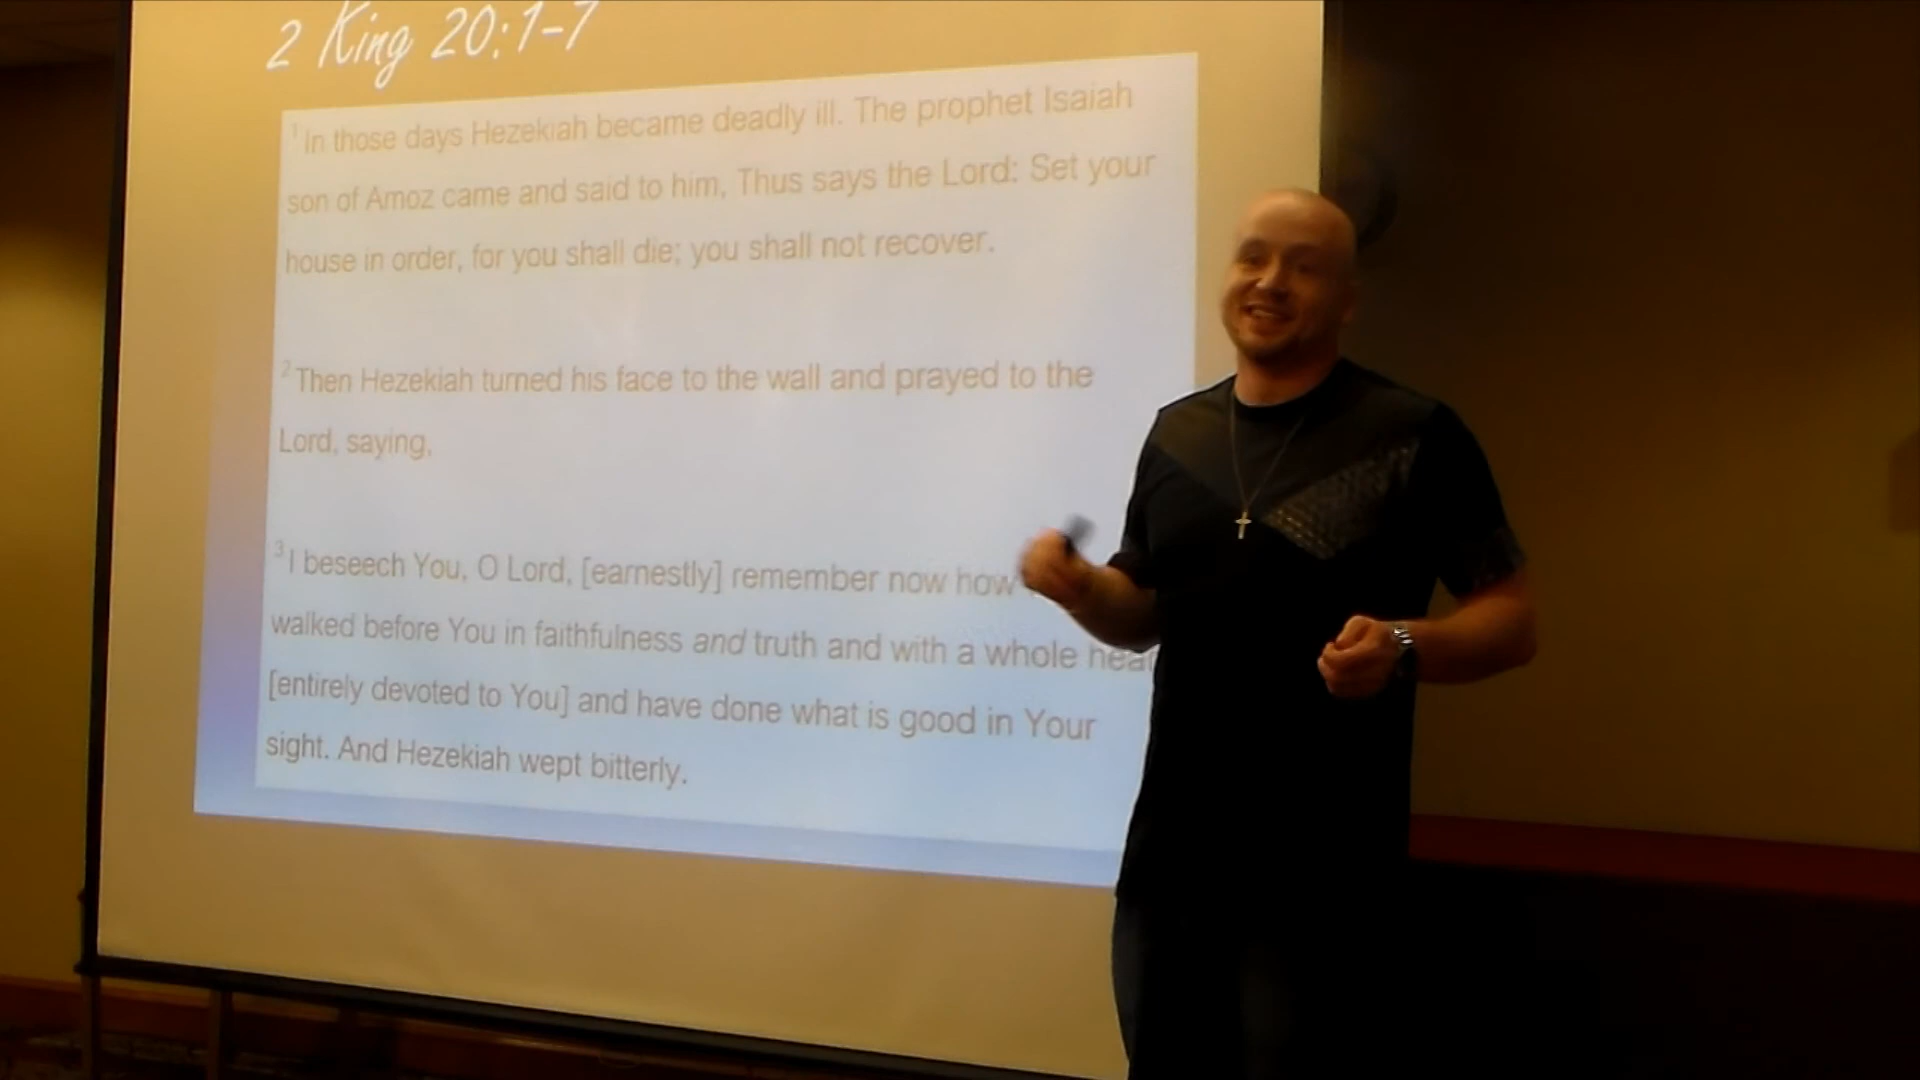 2 King 20:1-7
1 In those days Hezekiah became deadly ill. The prophet Isaiah
son of Amoz came and said to him, Thus says the Lord: Set your
house in order, for you shall die; you shall not recover.
2 Then Hezekiah turned his face to the wall and prayed to the
Lord, saying,
3 I beseech You, O Lord, [earnestly] remember now how
walked before You in faithfulness and truth and with a whole
[entirely devoted to You] and have done what is good in Your
sight. And Hezekiah wept bitterly.